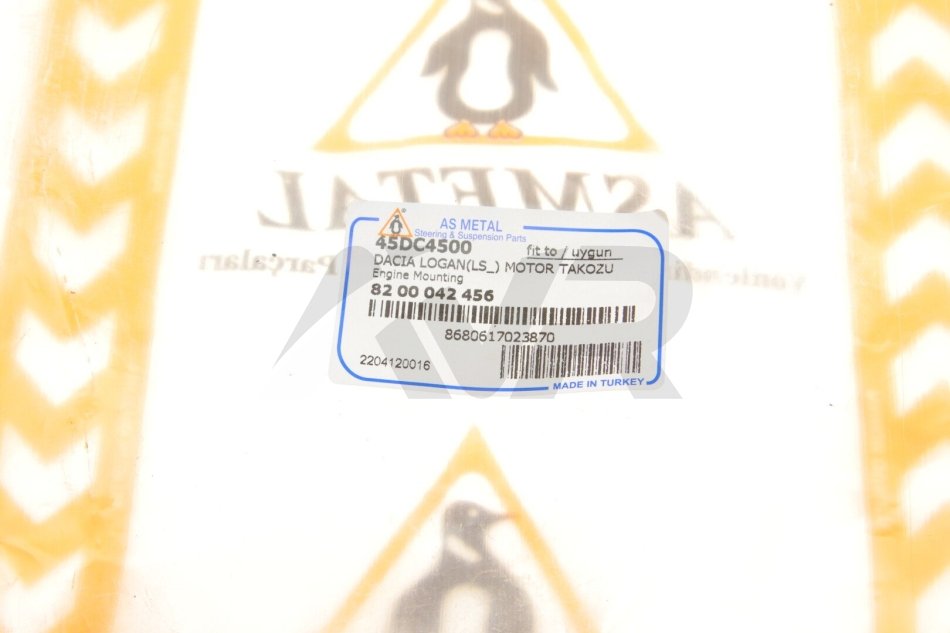 ASMETAL
Parçaları
AS METAL
Steering & Suspension Parts
45DC4500 fit to / uygun
DACIA LOGAN(LS_) MOTOR TAKOZU
Engine Mounting
82 00 042 456
8680617023870
2204120016
MADE IN TURKEY